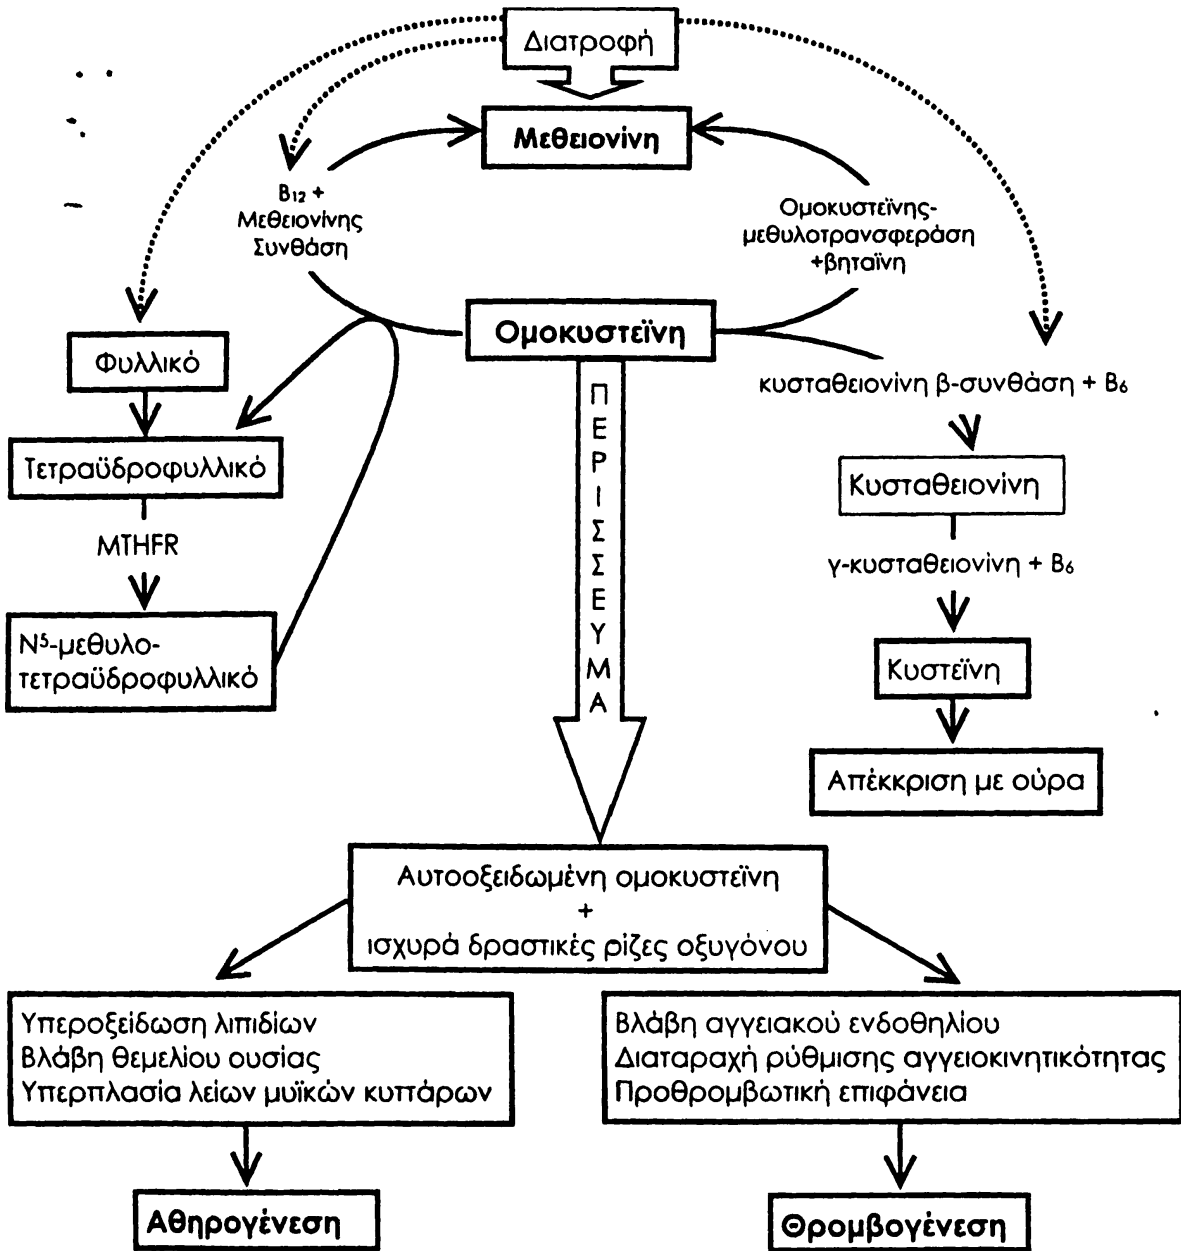 Διατροφή
Μεθειονίνη
B₁₂ +
Μεθειονίνης
Συνθάση
Ομοκυστεΐνης-
μεθυλοτρανσφεράση
+βηταΐνη
Ομοκυστεΐνη
Φυλλικό
Τετραϋδροφυλλικό
MTHFR
N⁵-μεθυλο-
τετραϋδροφυλλικό
ΠΕΡΙΣΣΕΥΜΑ
κυσταθειονίνη β-συνθάση + B₆
Κυσταθειονίνη
γ-κυσταθειονίνη + B₆
Κυστεΐνη
Απέκκριση με ούρα
Αυτοοξειδωμένη ομοκυστεΐνη
+
ισχυρά δραστικές ρίζες οξυγόνου
Υπεροξείδωση λιπιδίων
Βλάβη θεμελίου ουσίας
Υπερπλασία λείων μυϊκών κυττάρων
Βλάβη αγγειακού ενδοθηλίου
Διαταραχή ρύθμισης αγγειοκινητικότητας
Προθρομβωτική επιφάνεια
Αθηρογένεση
Θρομβογένεση